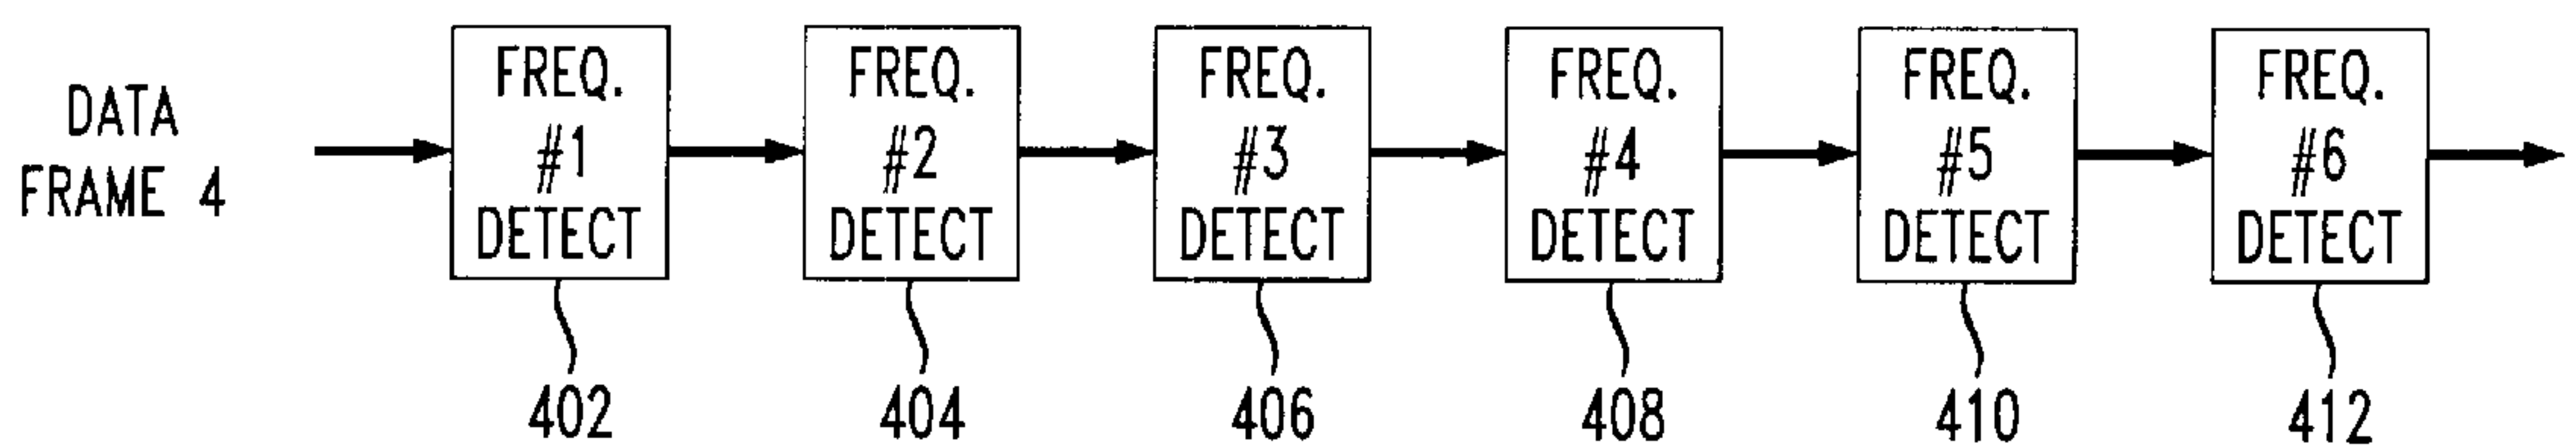 DATA
FRAME 4
FREQ.
#1
DETECT
FREQ.
#2
DETECT
FREQ.
#3
DETECT
FREQ.
#4
DETECT
FREQ.
#5
DETECT
FREQ.
#6
DETECT
402
404
406
408
410
412